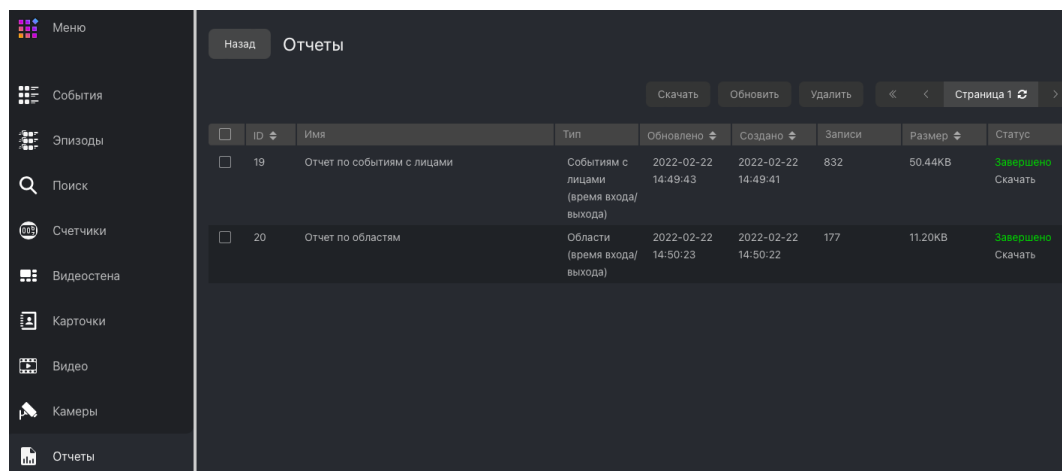 Меню
События
Эпизоды
Поиск
Счетчики
Видеостена
Карточки
Видео
Камеры
Отчеты
Назад Отчеты
Скачать Обновить Удалить « < Страница 1 >
ID Имя Тип Обновлено Создано Записи Размер Статус
19 Отчет по событиям с лицами Событиям с 2022-02-22 2022-02-22 832 50.44KB Завершено
лицами 14:49:43 14:49:41 Скачать
(время входа/
выхода)
20 Отчет по областям Области 2022-02-22 2022-02-22 177 11.20KB Завершено
(время входа/ 14:50:23 14:50:22 Скачать
выхода)